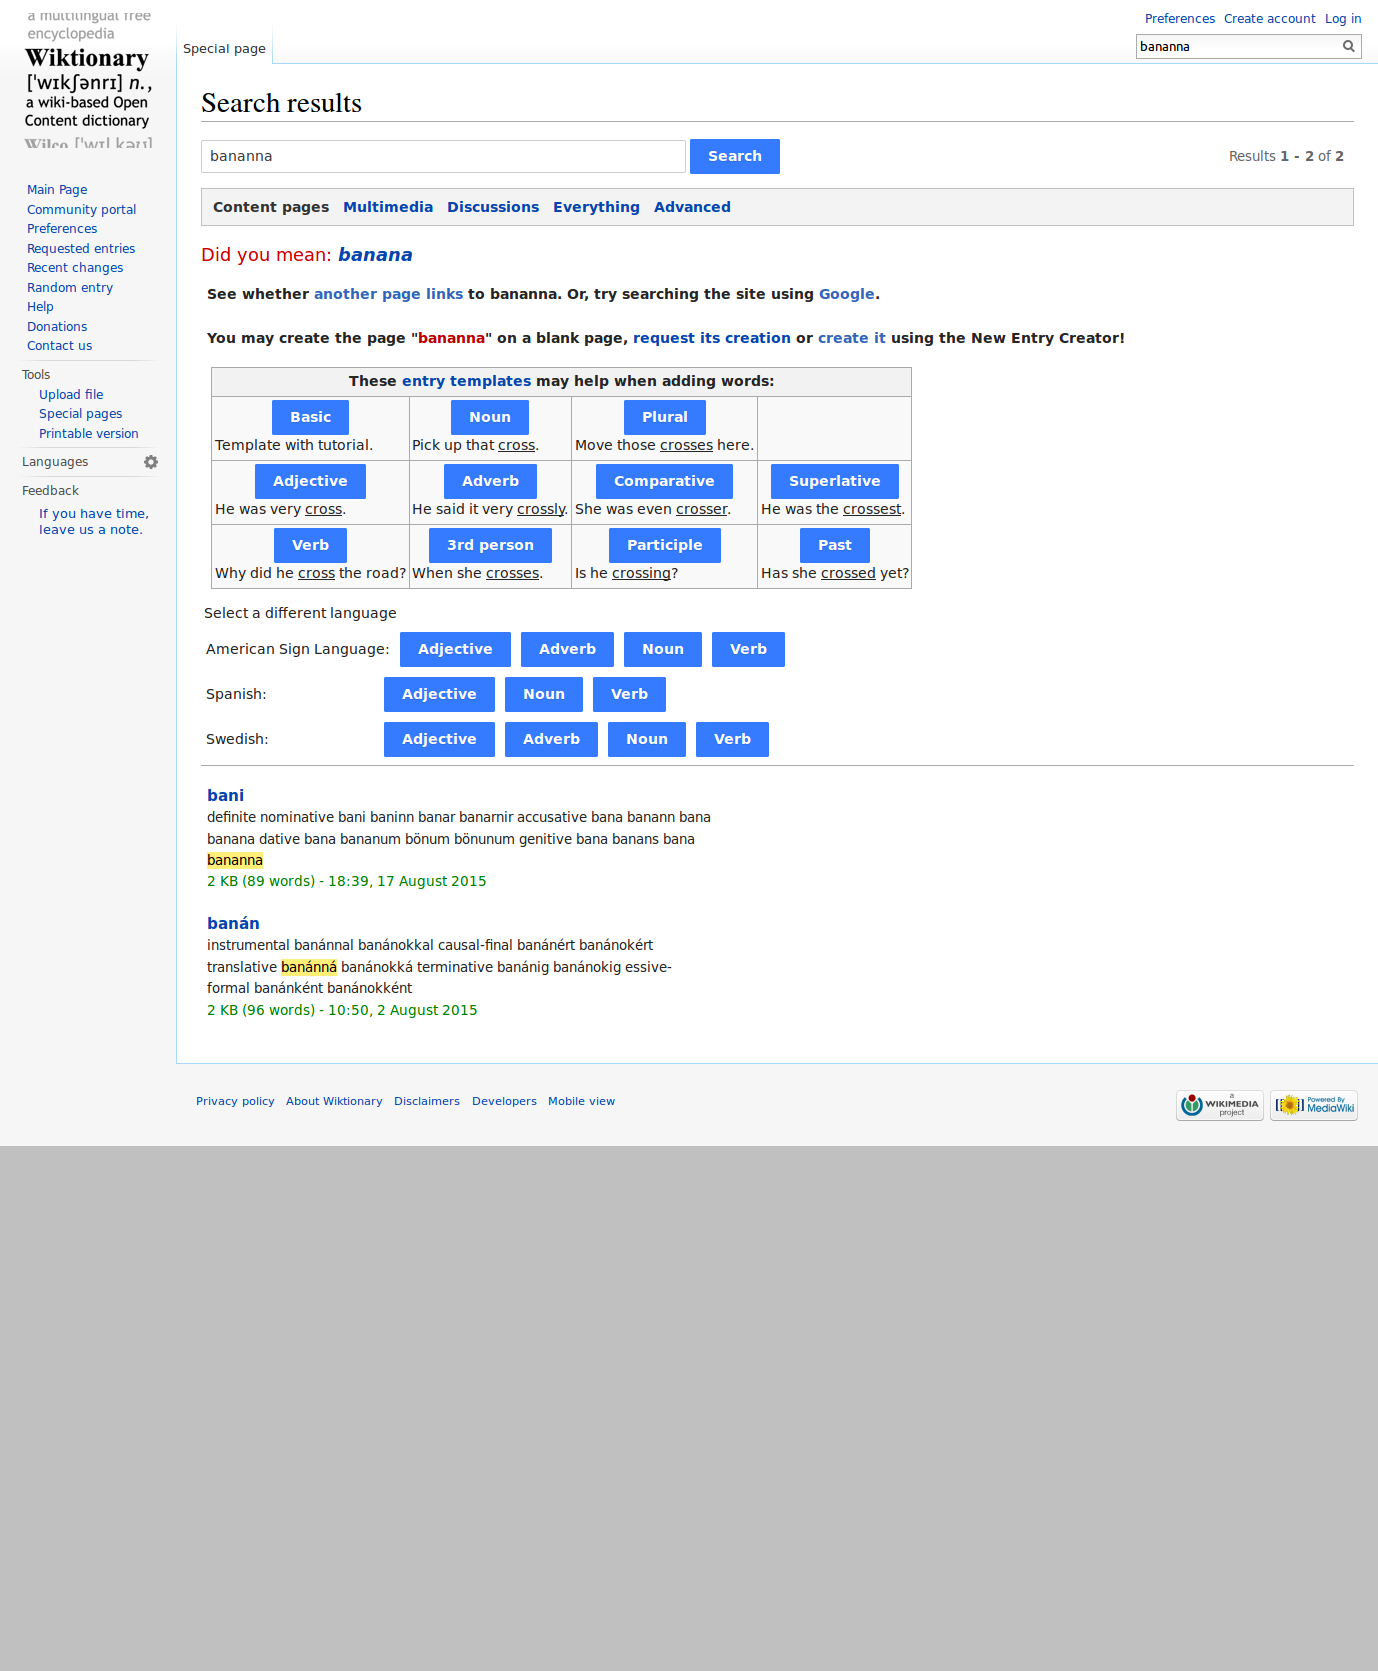 a multilingual free
encyclopedia
Wiktionary
[ˈwɪkʃənrɪ] n.,
a wiki-based Open
Content dictionary
Wilco [ˈwɪl kəʊ]
Main Page
Community portal
Preferences
Requested entries
Recent changes
Random entry
Help
Donations
Contact us
Tools
Upload file
Special pages
Printable version
Languages
Feedback
If you have time,
leave us a note.
Preferences Create account Log in
Special page
bananna
Search results
bananna Search Results 1 - 2 of 2
Content pages Multimedia Discussions Everything Advanced
Did you mean: banana
See whether another page links to bananna. Or, try searching the site using Google.
You may create the page "bananna" on a blank page, request its creation or create it using the New Entry Creator!
These entry templates may help when adding words:
Basic Noun Plural
Template with tutorial. Pick up that cross. Move those crosses here.
Adjective Adverb Comparative Superlative
He was very cross. He said it very crossly. She was even crosser. He was the crossest.
Verb 3rd person Participle Past
Why did he cross the road? When she crosses. Is he crossing? Has she crossed yet?
Select a different language
American Sign Language: Adjective Adverb Noun Verb
Spanish: Adjective Noun Verb
Swedish: Adjective Adverb Noun Verb
bani
definite nominative bani baninn banar banarnir accusative bana banann bana
banana dative bana bananum bönum bönunum genitive bana banans bana
bananna
2 KB (89 words) - 18:39, 17 August 2015
banán
instrumental banánnal banánokkal causal-final banánért banánokért
translative banánná banánokká terminative banánig banánokig essive-
formal banánként banánokként
2 KB (96 words) - 10:50, 2 August 2015
Privacy policy About Wiktionary Disclaimers Developers Mobile view
a
WIKIMEDIA
project
Powered By
MediaWiki